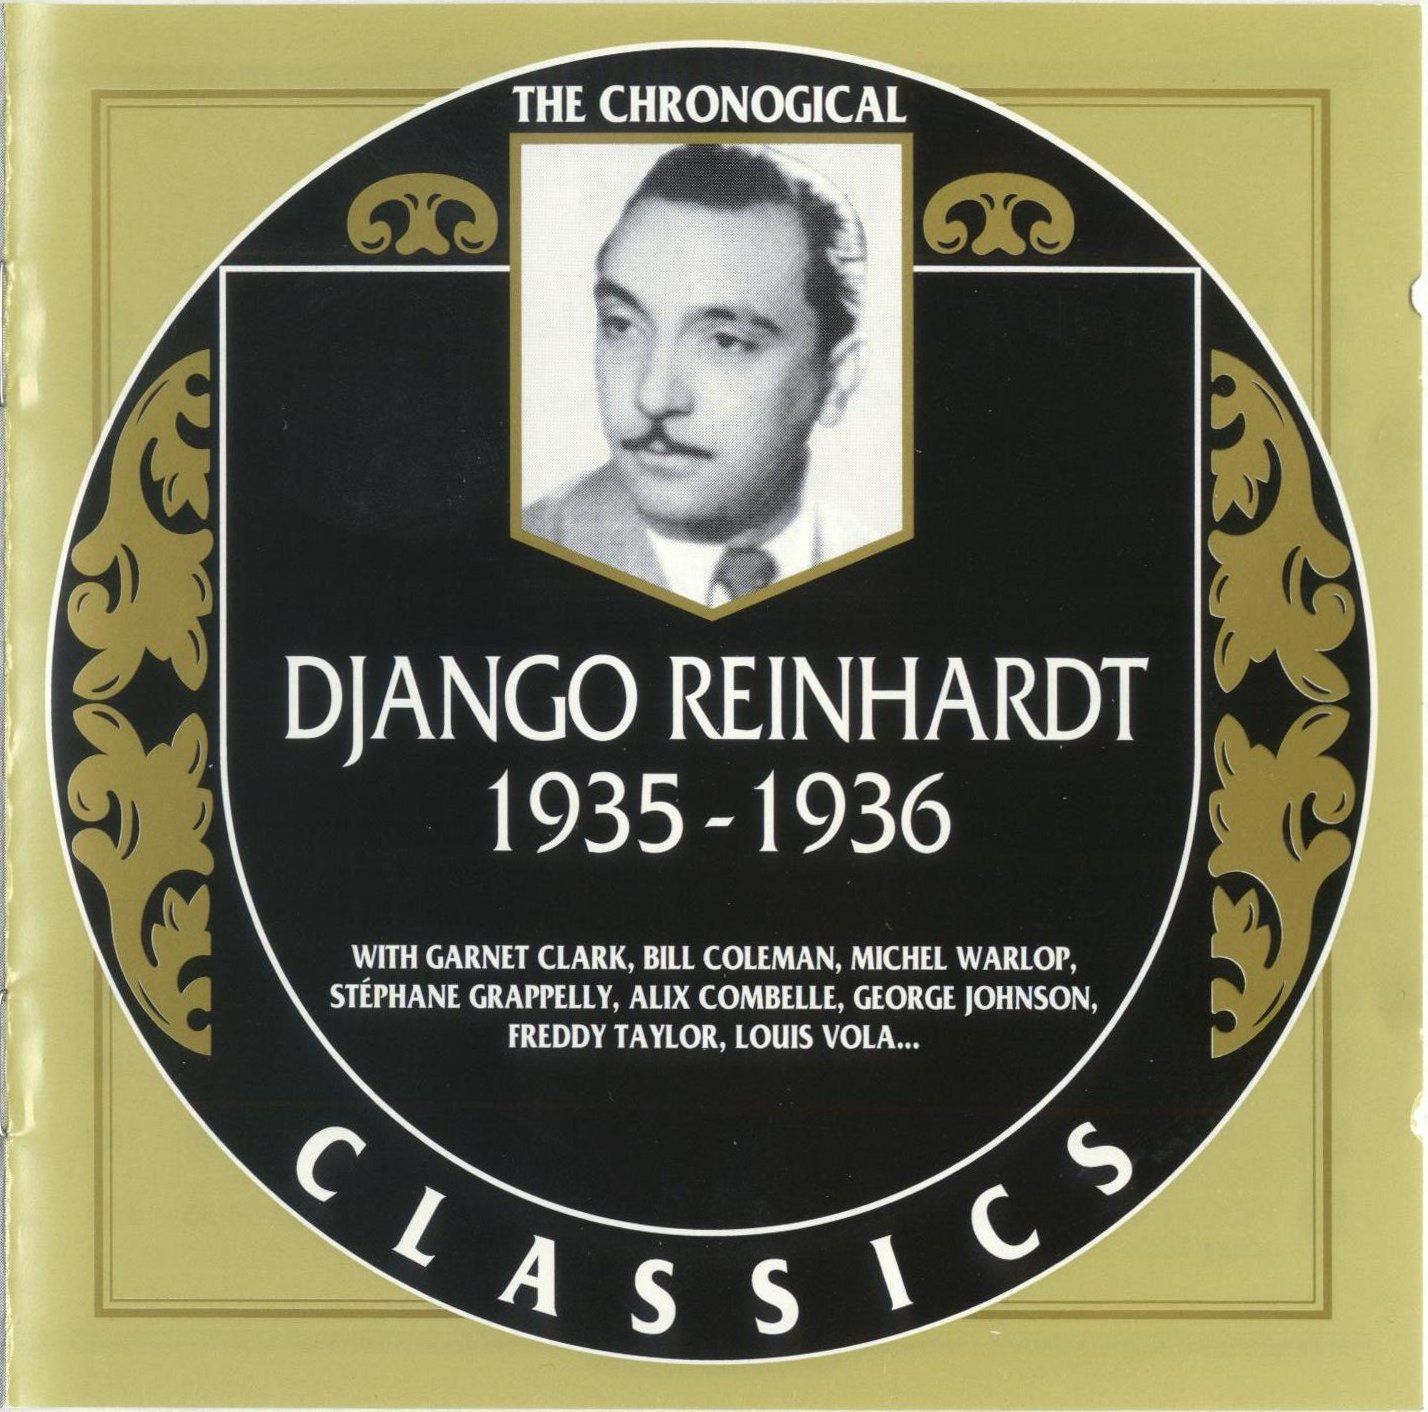 THE CHRONOGICAL
DJANGO REINHARDT
1935-1936
WITH GARNET CLARK, BILL COLEMAN, MICHEL WARLOP,
STÉPHANE GRAPPELLY, ALIX COMBELLE, GEORGE JOHNSON,
FREDDY TAYLOR, LOUIS VOLA...
CLASSICS